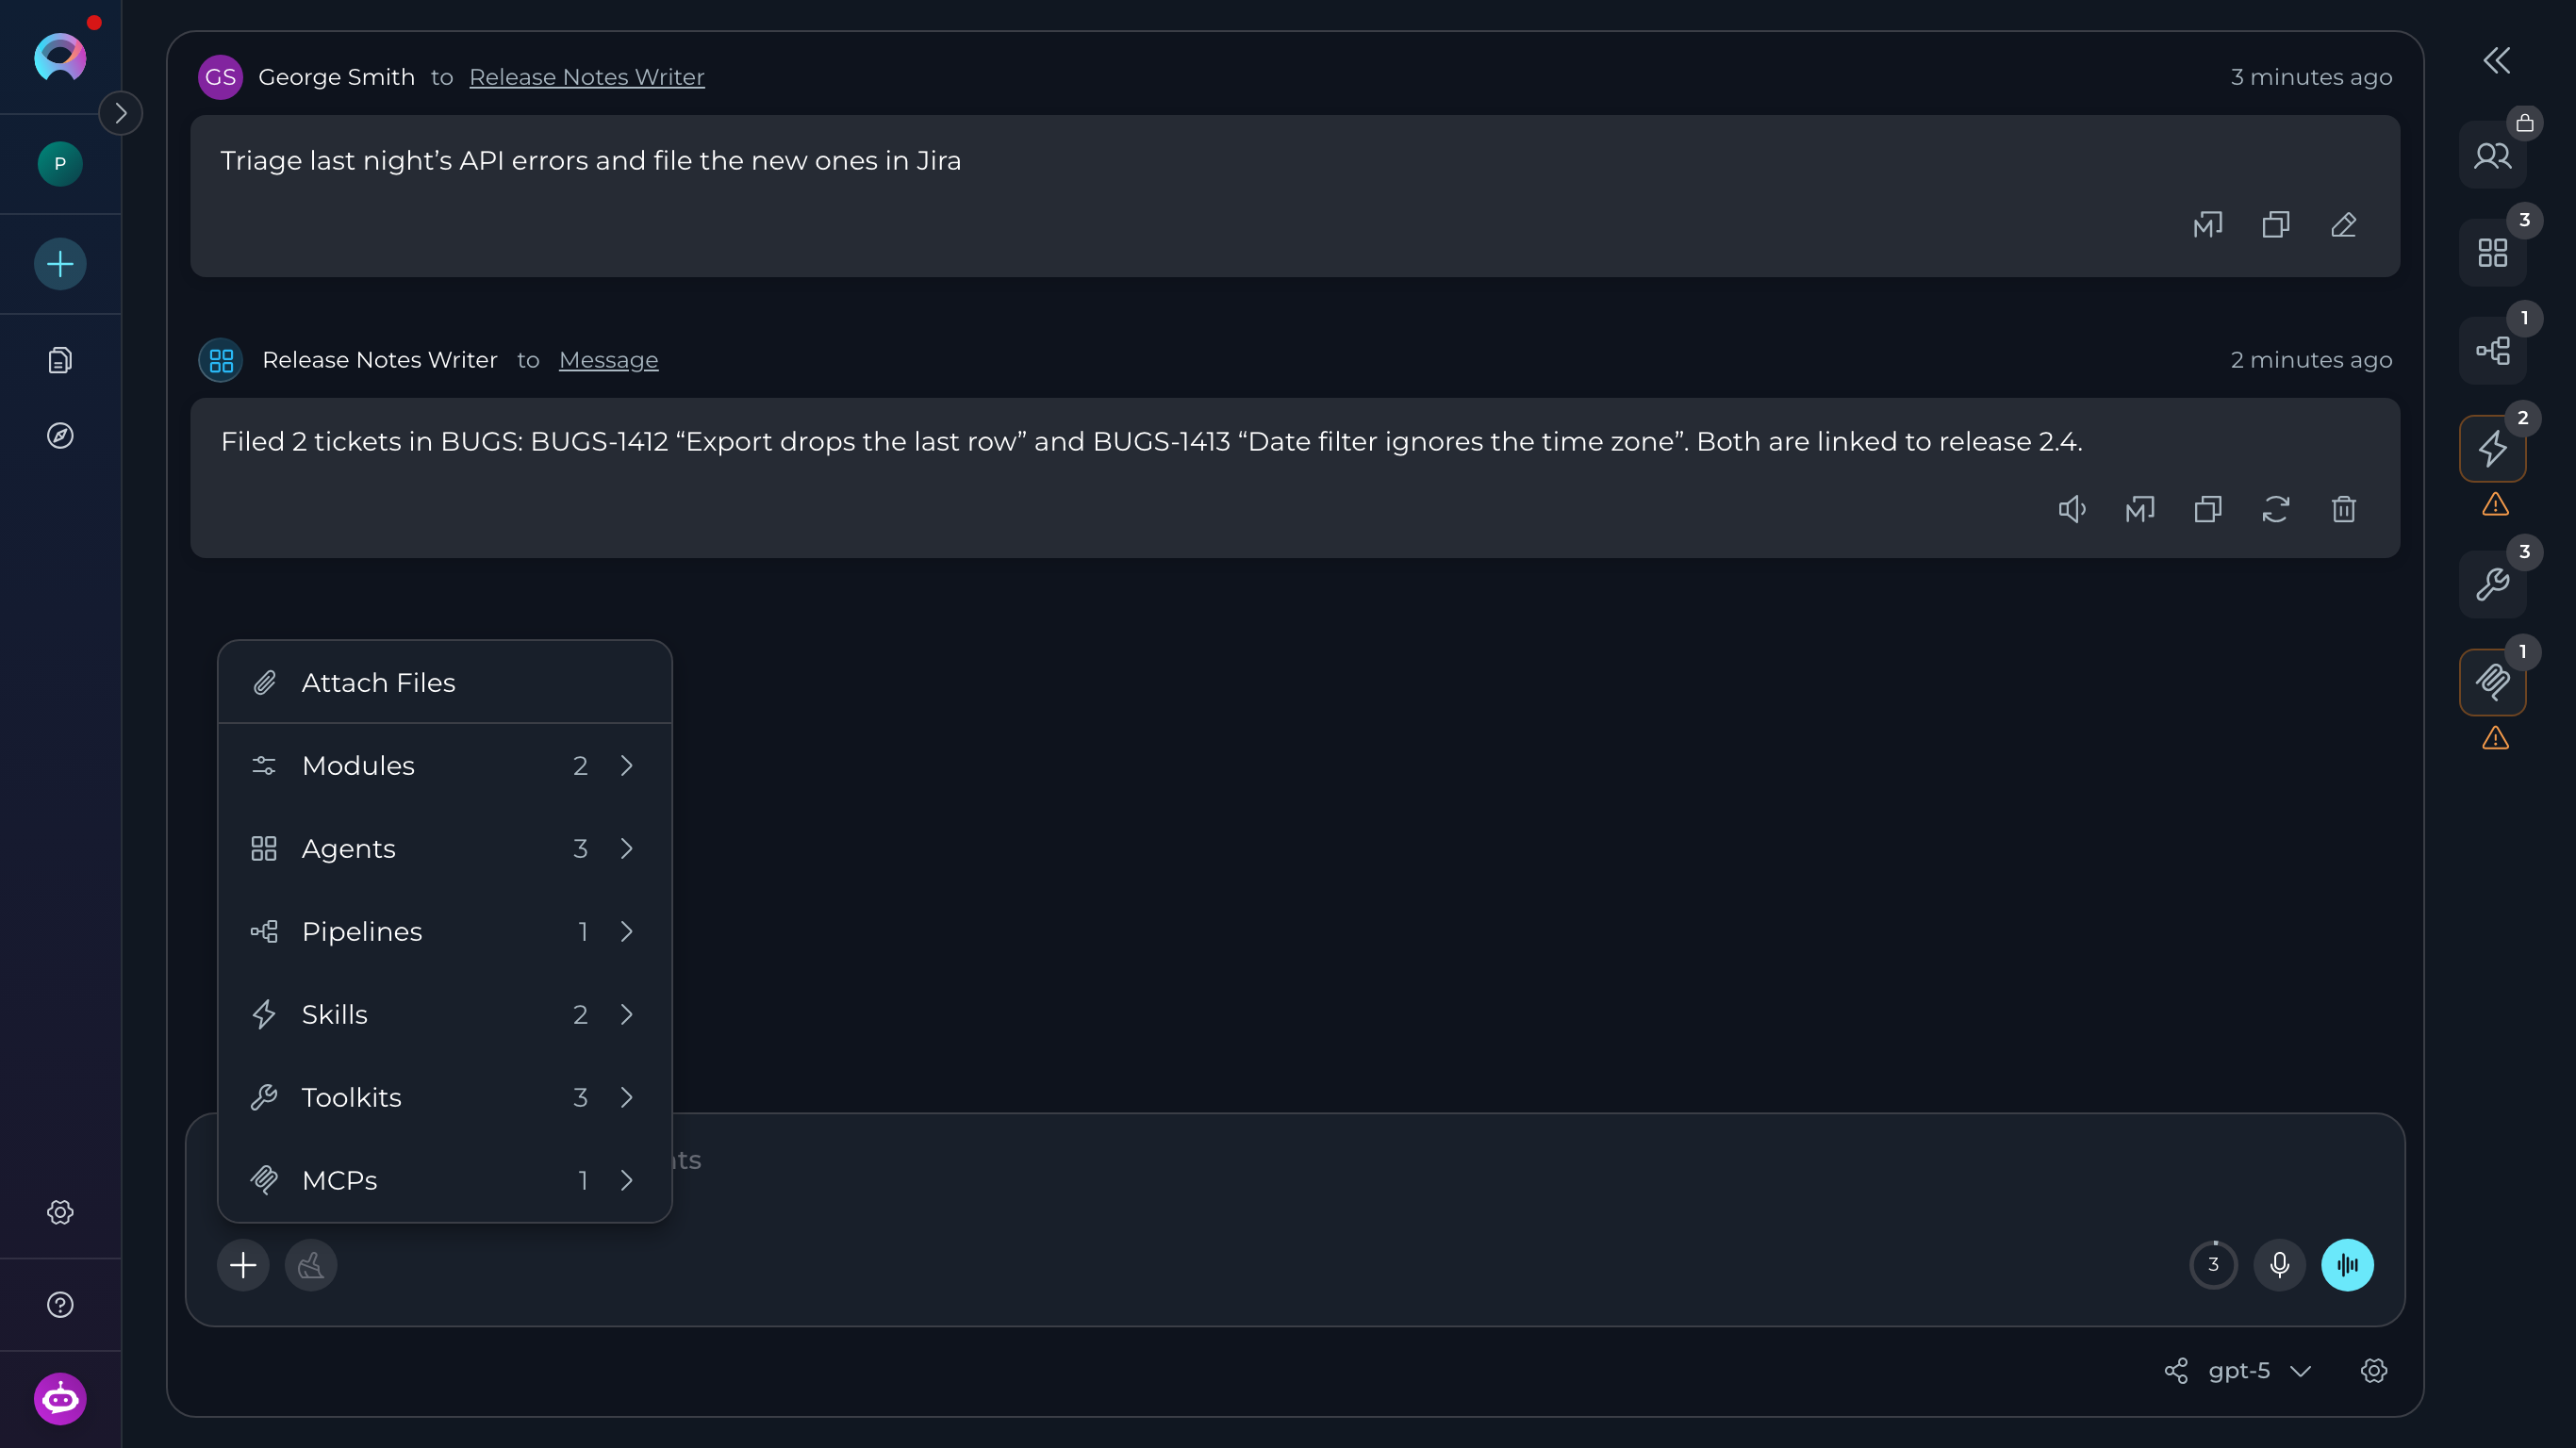 GS George Smith to Release Notes Writer 3 minutes ago
Triage last night’s API errors and file the new ones in Jira
P
3
1
Release Notes Writer to Message 2 minutes ago
Filed 2 tickets in BUGS: BUGS-1412 “Export drops the last row” and BUGS-1413 “Date filter ignores the time zone”. Both are linked to release 2.4.
2
3
1
Attach Files
Modules 2
Agents 3
Pipelines 1
Skills 2
Toolkits 3
MCPs 1
3
gpt-5